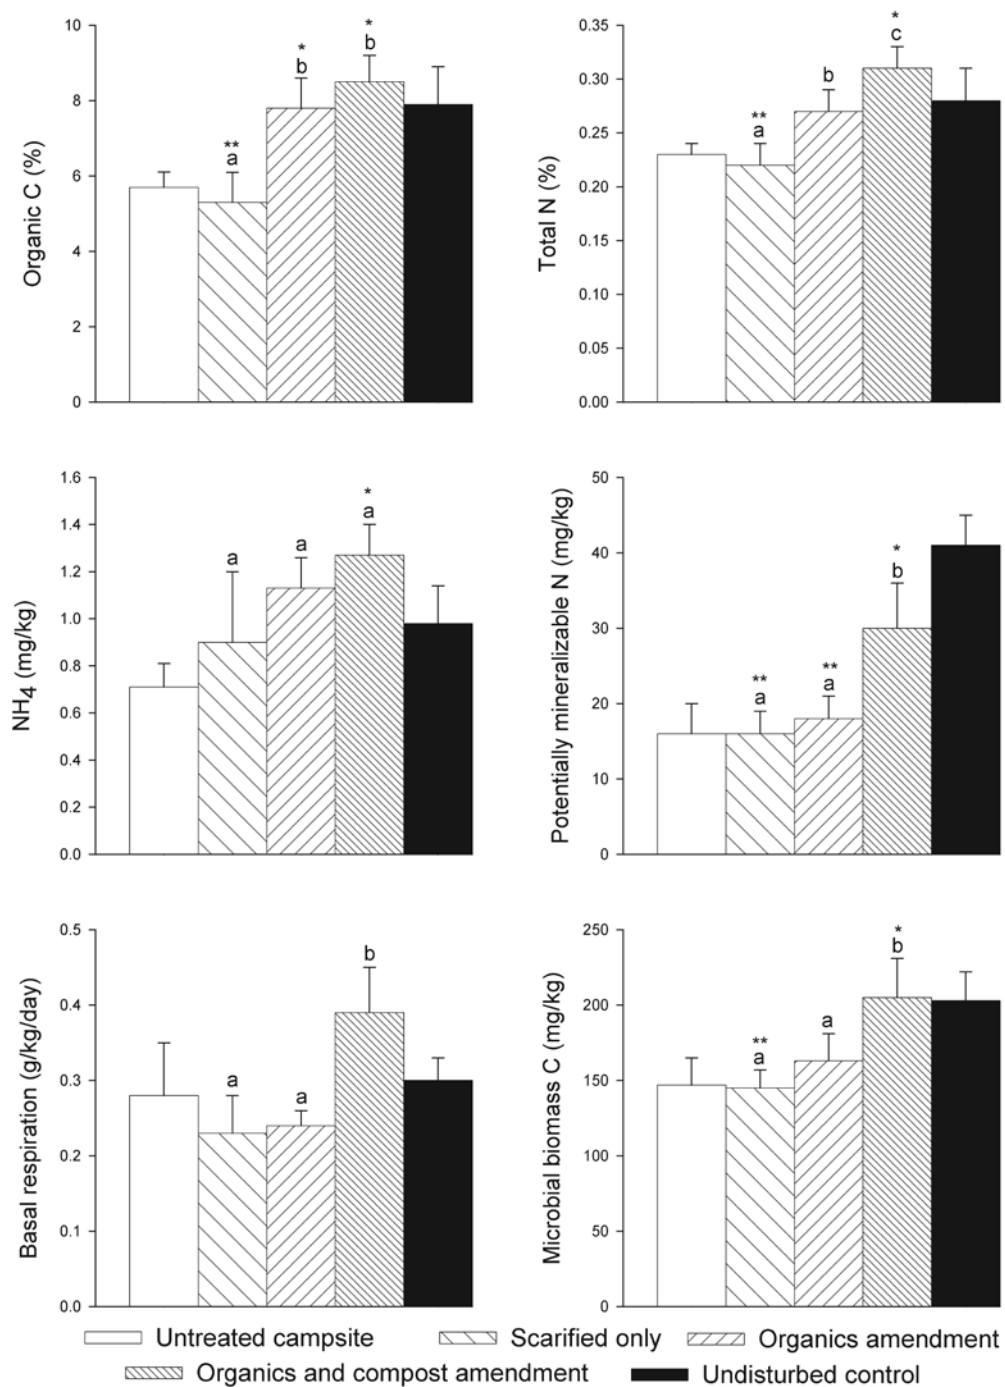 Organic C (%)
10
8
6
4
2
0
**
a
*
b
*
b
Total N (%)
0.35
0.30
0.25
0.20
0.15
0.10
0.05
0.00
**
a
b
*
c
NH4 (mg/kg)
1.6
1.4
1.2
1.0
0.8
0.6
0.4
0.2
0.0
a
a
*
a
Potentially mineralizable N (mg/kg)
50
40
30
20
10
0
**
a
**
a
*
b
Basal respiration (g/kg/day)
0.5
0.4
0.3
0.2
0.1
0.0
a
a
b
Microbial biomass C (mg/kg)
250
200
150
100
50
0
**
a
a
*
b
Untreated campsite
Scarified only
Organics amendment
Organics and compost amendment
Undisturbed control